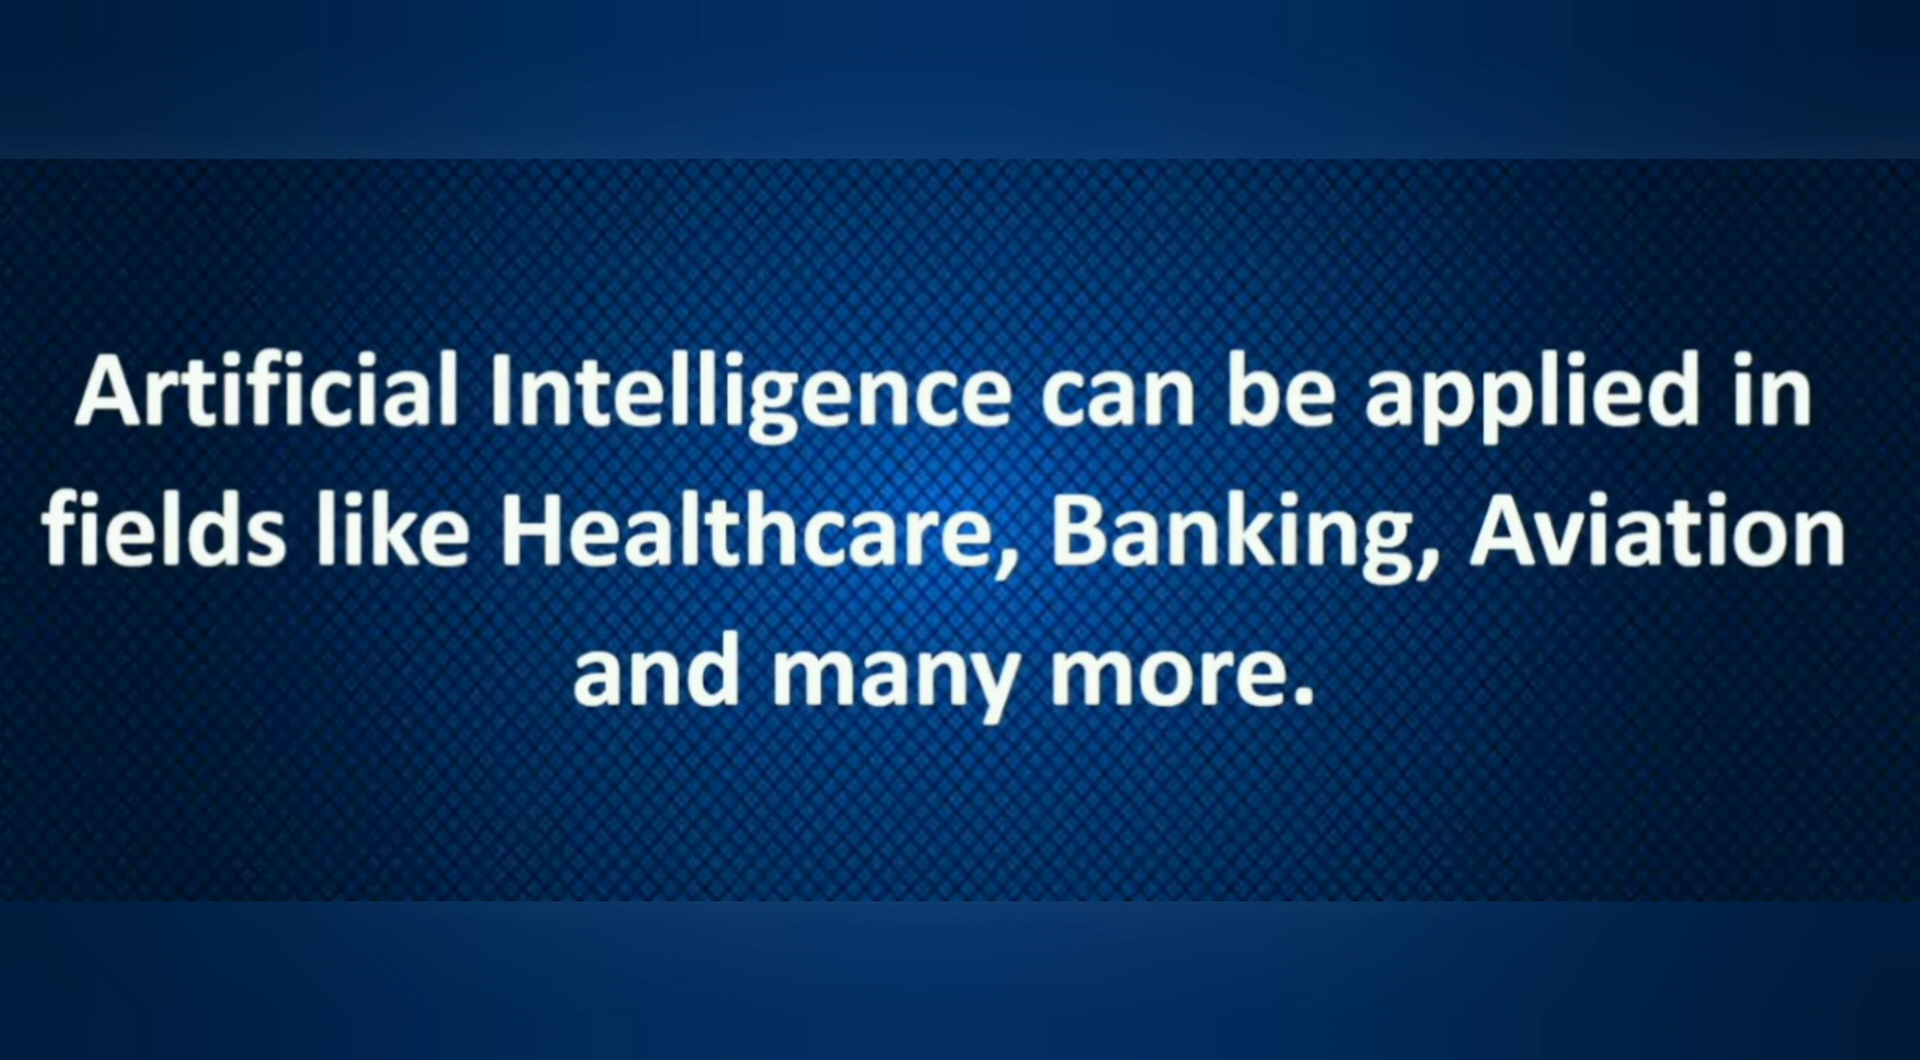 Artificial Intelligence can be applied in
fields like Healthcare, Banking, Aviation
and many more.